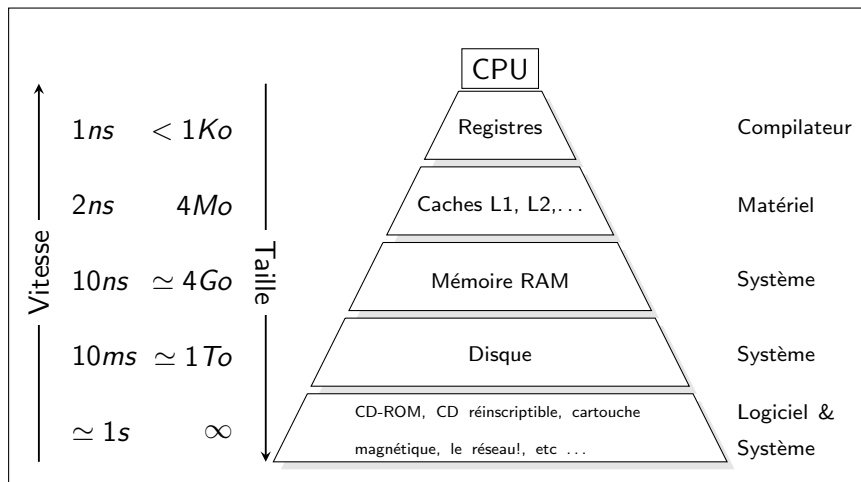 CPU
Vitesse
Taille
1ns < 1Ko Registres Compilateur
2ns 4Mo Caches L1, L2,... Matériel
10ns ≃ 4Go Mémoire RAM Système
10ms ≃ 1To Disque Système
≃ 1s ∞ CD-ROM, CD réinscriptible, cartouche Logiciel &
magnétique, le réseau!, etc ... Système